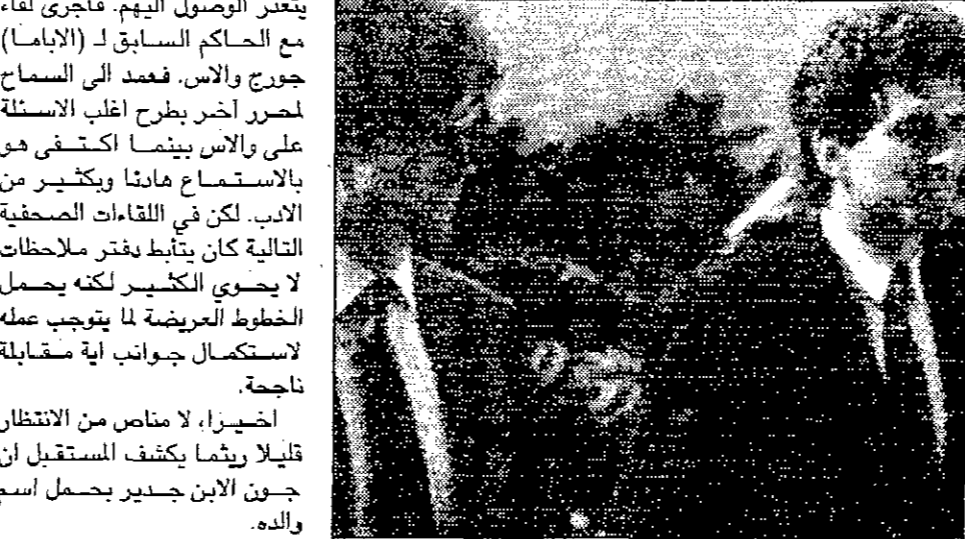 يتعذر الوصول اليهم. فأجرى لقاء
مع الحاكم السابق لـ (الاباما)
جورج والاس. فعمد الى السماح
لمحرر آخر بطرح اغلب الاسئلة
على والاس بينما اكتفى هو
بالاستماع هادئا وبكثير من
الادب. لكن في اللقاءات الصحفية
التالية كان يتأبط دفتر ملاحظات
لا يحوي الكثير لكنه يحمل
الخطوط العريضة لما يتوجب عمله
لاستكمال جوانب اية مقابلة
ناجحة.
اخيرا، لا مناص من الانتظار
قليلا ريثما يكشف المستقبل ان
جون الابن جدير بحمل اسم
والده.